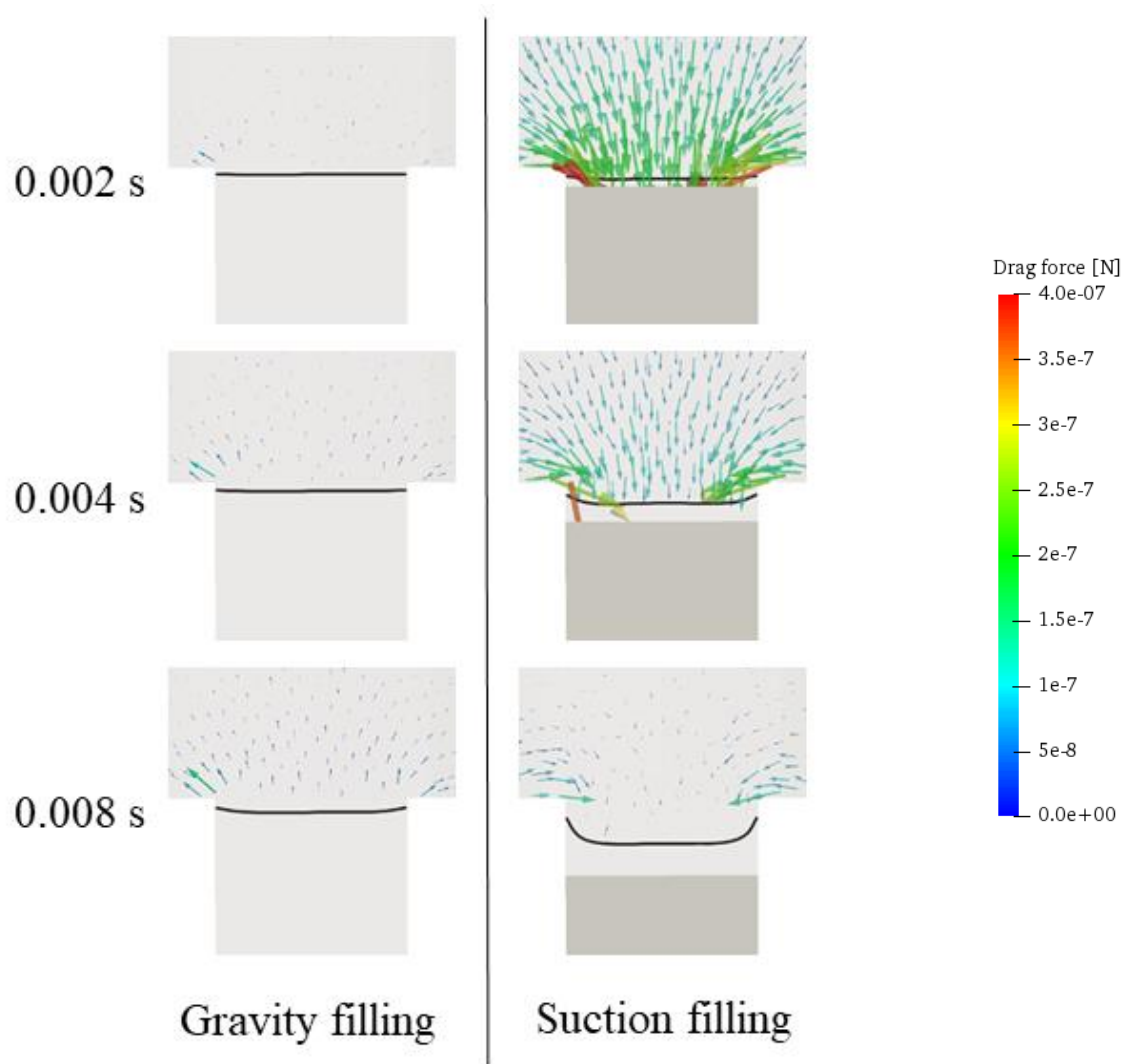 0.002 s
0.004 s
0.008 s
Gravity filling
Suction filling
Drag force [N]
4.0e-07
3.5e-7
3e-7
2.5e-7
2e-7
1.5e-7
1e-7
5e-8
0.0e+00